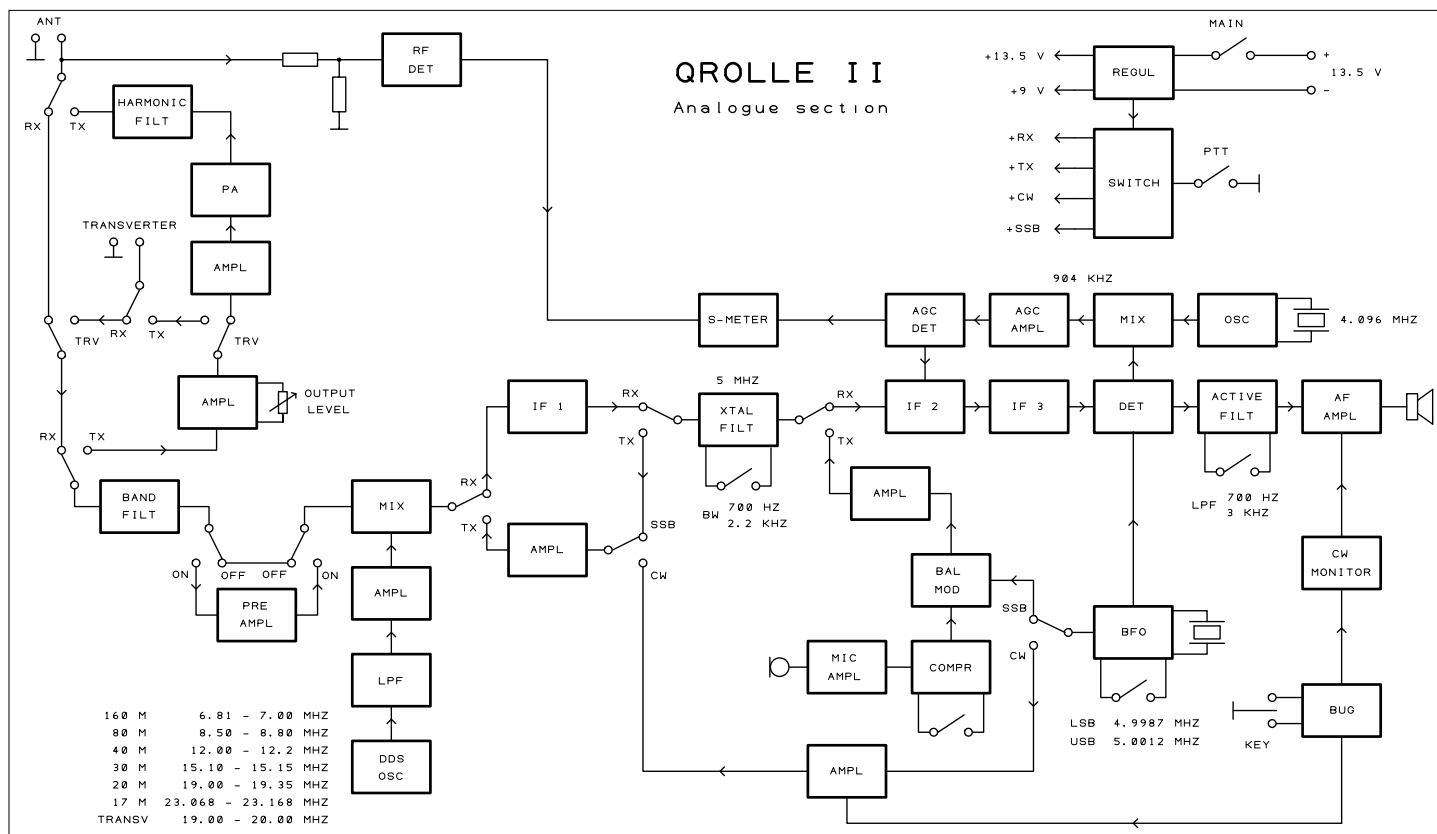 ANT
RF
DET
QROLLE II
Analogue section
MAIN
+13.5 V
REGUL
+
13.5 V
+9 V
-
HARMONIC
FILT
RX
TX
+RX
PTT
+TX
SWITCH
+CW
+SSB
PA
TRANSVERTER
AMPL
904 KHZ
S-METER
AGC
DET
AGC
AMPL
MIX
OSC
4.096 MHZ
TRV
RX
TX
TRV
AMPL
OUTPUT
LEVEL
5 MHZ
IF 1
RX
XTAL
FILT
RX
IF 2
IF 3
DET
ACTIVE
FILT
AF
AMPL
TX
TX
RX
TX
BW 700 HZ
2.2 KHZ
LPF 700 HZ
3 KHZ
BAND
FILT
MIX
RX
TX
AMPL
SSB
CW
AMPL
ON
OFF
OFF
ON
PRE
AMPL
AMPL
BAL
MOD
CW
MONITOR
SSB
CW
BFO
MIC
AMPL
COMPR
LPF
LSB 4.9987 MHZ
USB 5.0012 MHZ
KEY
BUG
DDS
OSC
AMPL
160 M 6.81 - 7.00 MHZ
80 M 8.50 - 8.80 MHZ
40 M 12.00 - 12.2 MHZ
30 M 15.10 - 15.15 MHZ
20 M 19.00 - 19.35 MHZ
17 M 23.068 - 23.168 MHZ
TRANSV 19.00 - 20.00 MHZ